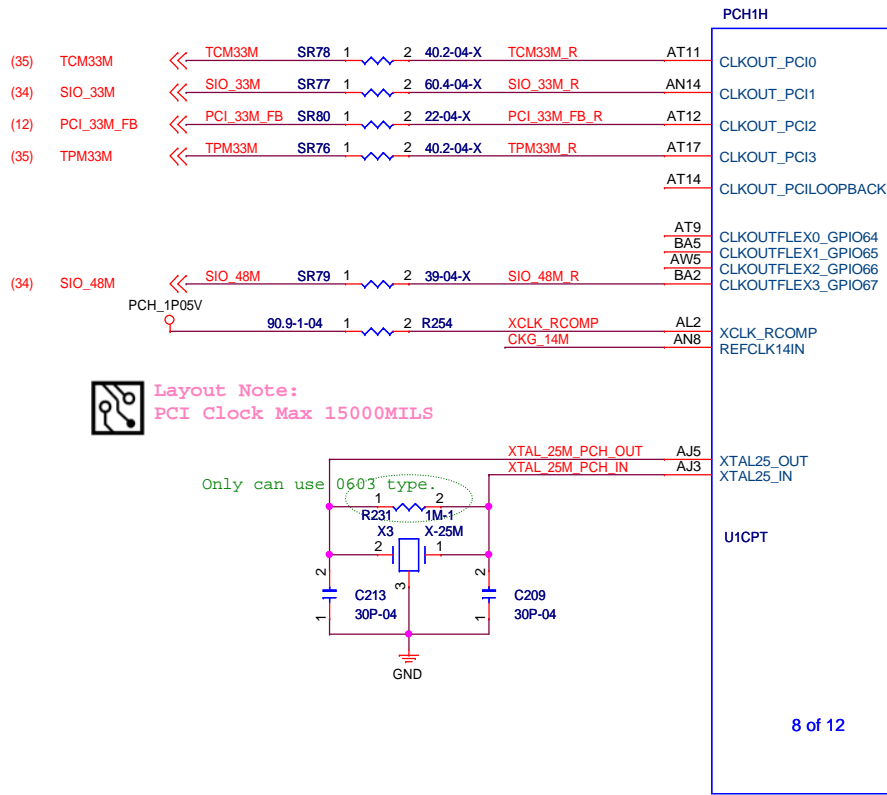 PCH1H
(35) TCM33M TCM33M SR78 1 2 40.2-04-X TCM33M_R AT11 CLKOUT_PCI0
(34) SIO_33M SIO_33M SR77 1 2 60.4-04-X SIO_33M_R AN14 CLKOUT_PCI1
(12) PCI_33M_FB PCI_33M_FB SR80 1 2 22-04-X PCI_33M_FB_R AT12 CLKOUT_PCI2
(35) TPM33M TPM33M SR76 1 2 40.2-04-X TPM33M_R AT17 CLKOUT_PCI3
AT14 CLKOUT_PCILOOPBACK
AT9 CLKOUTFLEX0_GPIO64
BA5 CLKOUTFLEX1_GPIO65
AW5 CLKOUTFLEX2_GPIO66
(34) SIO_48M SIO_48M SR79 1 2 39-04-X SIO_48M_R BA2 CLKOUTFLEX3_GPIO67
PCH_1P05V
90.9-1-04 1 2 R254 XCLK_RCOMP AL2 XCLK_RCOMP
CKG_14M AN8 REFCLK14IN
Layout Note:
PCI Clock Max 15000MILS
XTAL_25M_PCH_OUT AJ5 XTAL25_OUT
XTAL_25M_PCH_IN AJ3 XTAL25_IN
Only can use 0603 type.
1 2
R231 1M-1
X3 X-25M
2 1
U1CPT
2 3 2
C213 C209
30P-04 30P-04
1 1
GND
8 of 12